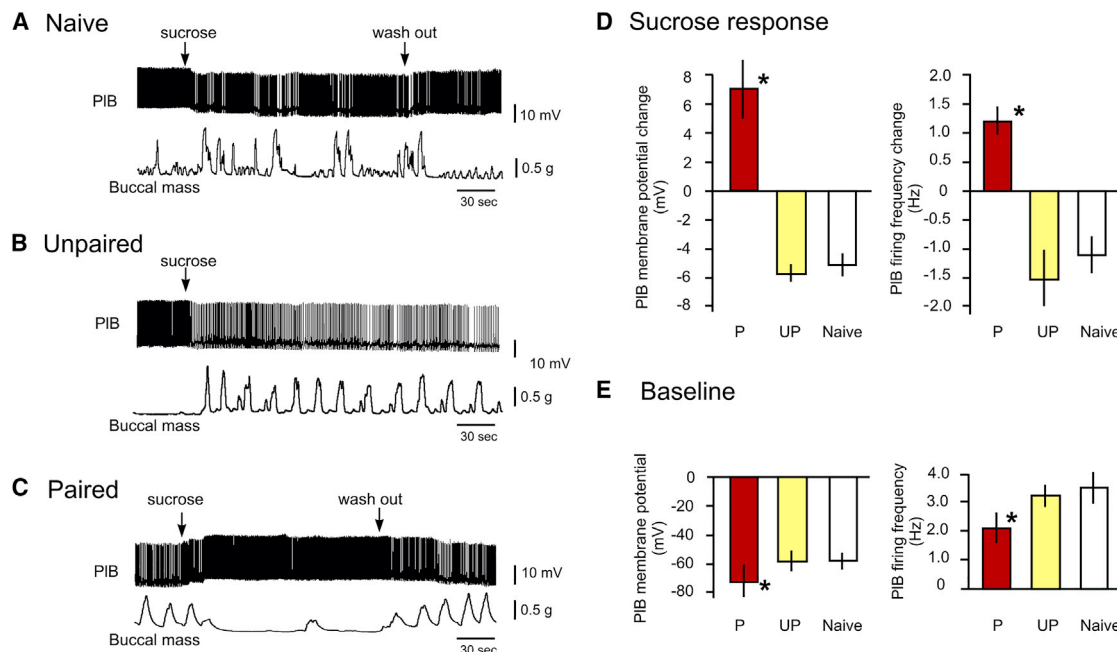 A Naive
sucrose
wash out
PIB
10 mV
0.5 g
Buccal mass
30 sec
B Unpaired
sucrose
PIB
10 mV
0.5 g
Buccal mass
30 sec
C Paired
sucrose
wash out
PIB
10 mV
0.5 g
Buccal mass
30 sec
D Sucrose response
PIB membrane potential change
(mV)
8
6
4
2
0
-2
-4
-6
-8
*
P UP Naive
PIB firing frequency change
(Hz)
2.0
1.5
1.0
0.5
0
-0.5
-1.0
-1.5
-2.0
*
P UP Naive
E Baseline
PIB membrane potential
(mV)
0
-20
-40
-60
-80
*
P UP Naive
PIB firing frequency
(Hz)
4.0
3.0
2.0
1.0
0
*
P UP Naive